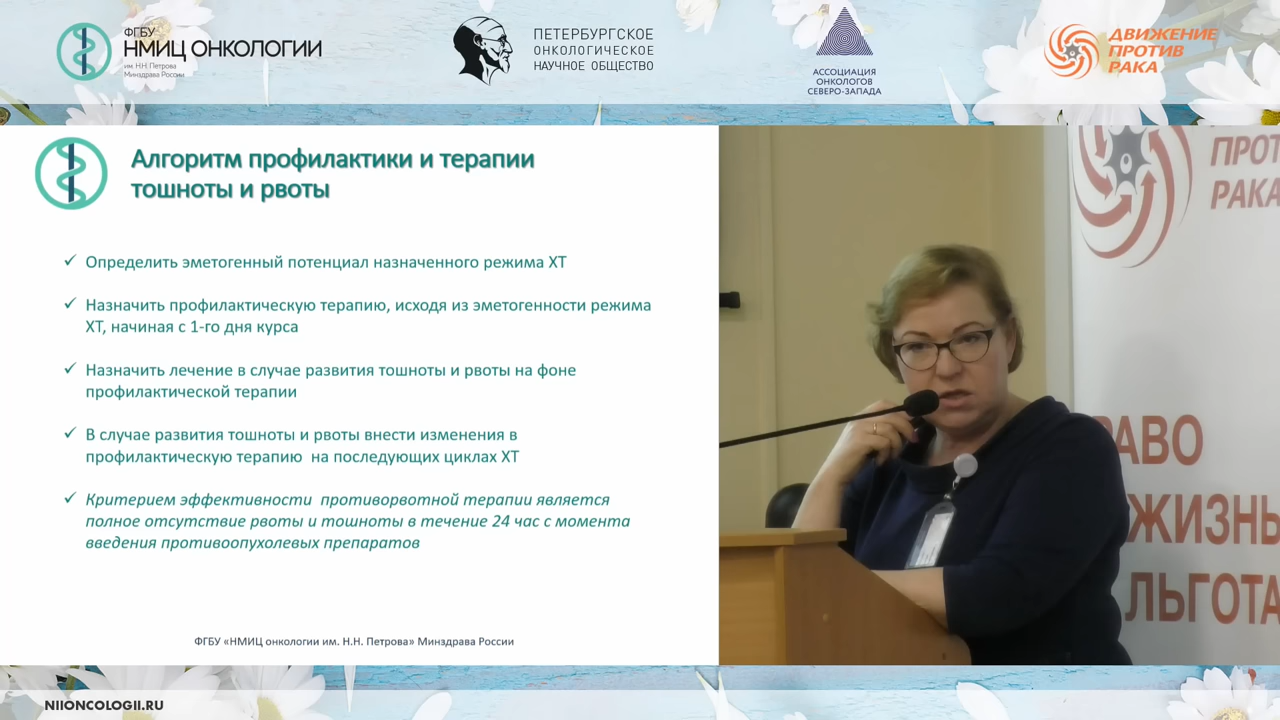 ФГБУ
НМИЦ ОНКОЛОГИИ
им. Н.Н. Петрова
Минздрава России
ПЕТЕРБУРГСКОЕ
ОНКОЛОГИЧЕСКОЕ
НАУЧНОЕ ОБЩЕСТВО
АССОЦИАЦИЯ
ОНКОЛОГОВ
СЕВЕРО-ЗАПАДА
ДВИЖЕНИЕ
ПРОТИВ
РАКА
Алгоритм профилактики и терапии
тошноты и рвоты
✓ Определить эметогенный потенциал назначенного режима ХТ
✓ Назначить профилактическую терапию, исходя из эметогенности режима
ХТ, начиная с 1-го дня курса
✓ Назначить лечение в случае развития тошноты и рвоты на фоне
профилактической терапии
✓ В случае развития тошноты и рвоты внести изменения в
профилактическую терапию на последующих циклах ХТ
✓ Критерием эффективности противорвотной терапии является
полное отсутствие рвоты и тошноты в течение 24 час с момента
введения противоопухолевых препаратов
ФГБУ «НМИЦ онкологии им. Н.Н. Петрова» Минздрава России
ПРОТ
РАКА
РАВО
ЖИЗНЬ
ЛЬГОТА
NIIONCOLOGII.RU